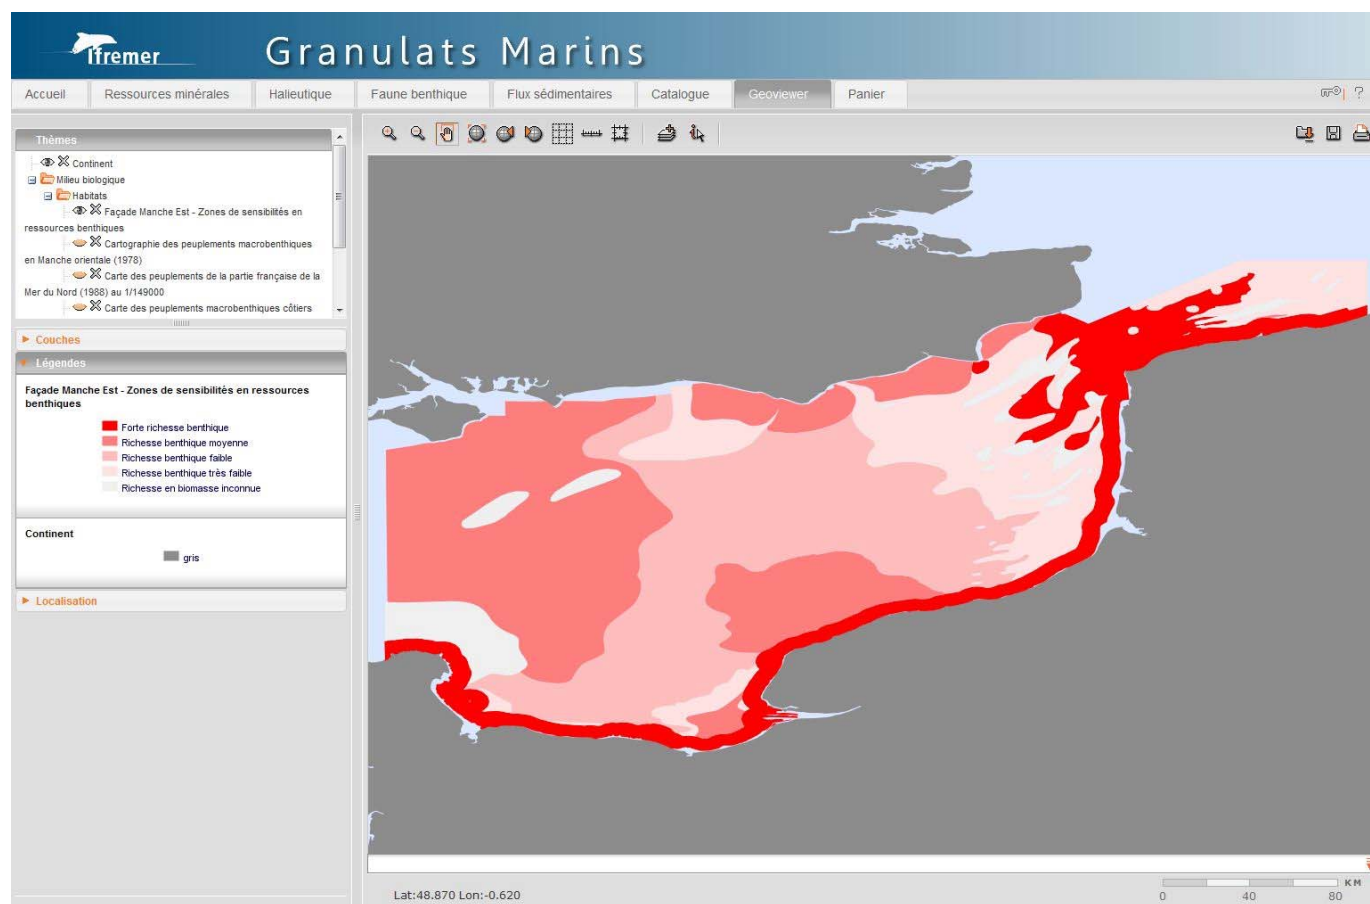 Ifremer
Granulats Marins
Accueil
Ressources minérales
Halieutique
Faune benthique
Flux sédimentaires
Catalogue
Geoviewer
Panier
?
Thèmes
Continent
Milieu biologique
Habitats
Façade Manche Est - Zones de sensibilités en
ressources benthiques
Cartographie des peuplements macrobenthiques
en Manche orientale (1978)
Carte des peuplements de la partie française de la
Mer du Nord (1988) au 1/149000
Carte des peuplements macrobenthiques côtiers
Couches
Légendes
Façade Manche Est - Zones de sensibilités en ressources
benthiques
Forte richesse benthique
Richesse benthique moyenne
Richesse benthique faible
Richesse benthique très faible
Richesse en biomasse inconnue
Continent
gris
Localisation
Lat:48.870 Lon:-0.620
KM
0 40 80